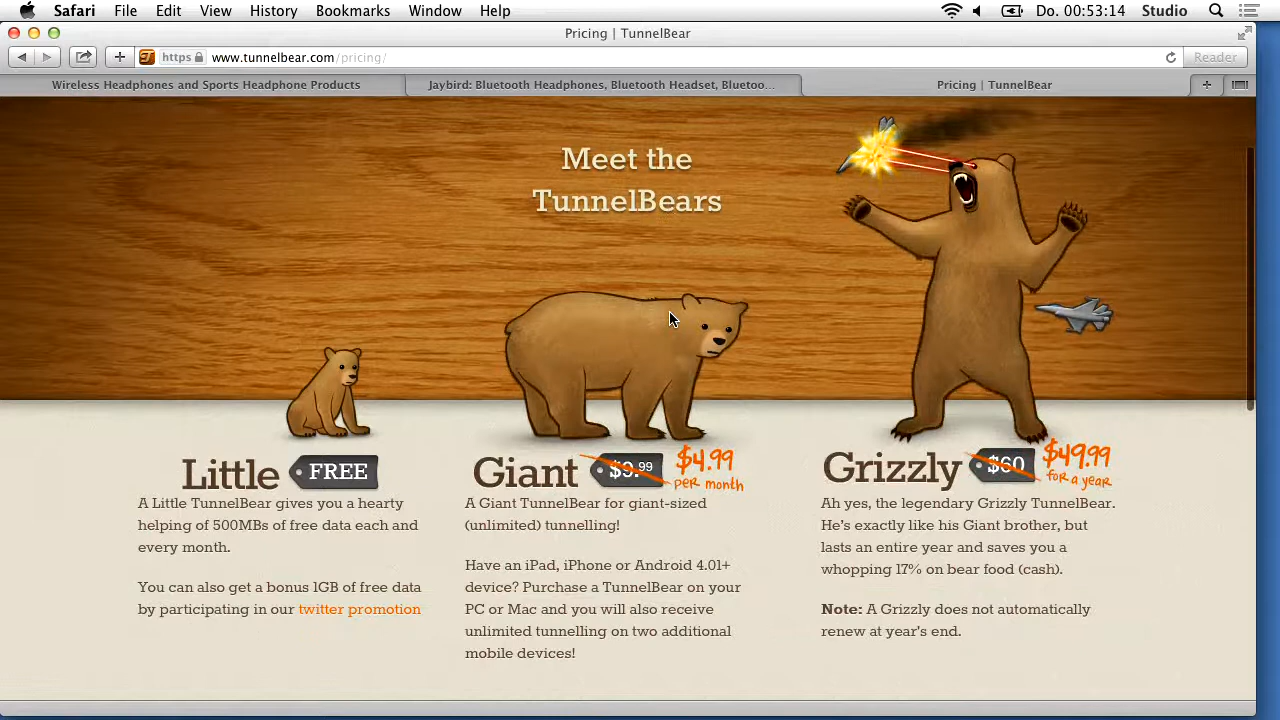 Safari File Edit View History Bookmarks Window Help Do. 00:53:14 Studio
Pricing | TunnelBear
https www.tunnelbear.com/pricing/ Reader
Wireless Headphones and Sports Headphone Products
Jaybird: Bluetooth Headphones, Bluetooth Headset, Bluetoo...
Pricing | TunnelBear
Meet the
TunnelBears
Little FREE
A Little TunnelBear gives you a hearty
helping of 500MBs of free data each and
every month.
You can also get a bonus 1GB of free data
by participating in our twitter promotion
Giant $9.99 $4.99
per month
A Giant TunnelBear for giant-sized
(unlimited) tunnelling!
Have an iPad, iPhone or Android 4.01+
device? Purchase a TunnelBear on your
PC or Mac and you will also receive
unlimited tunnelling on two additional
mobile devices!
Grizzly $60 $49.99
for a year
Ah yes, the legendary Grizzly TunnelBear.
He's exactly like his Giant brother, but
lasts an entire year and saves you a
whopping 17% on bear food (cash).
Note: A Grizzly does not automatically
renew at year's end.